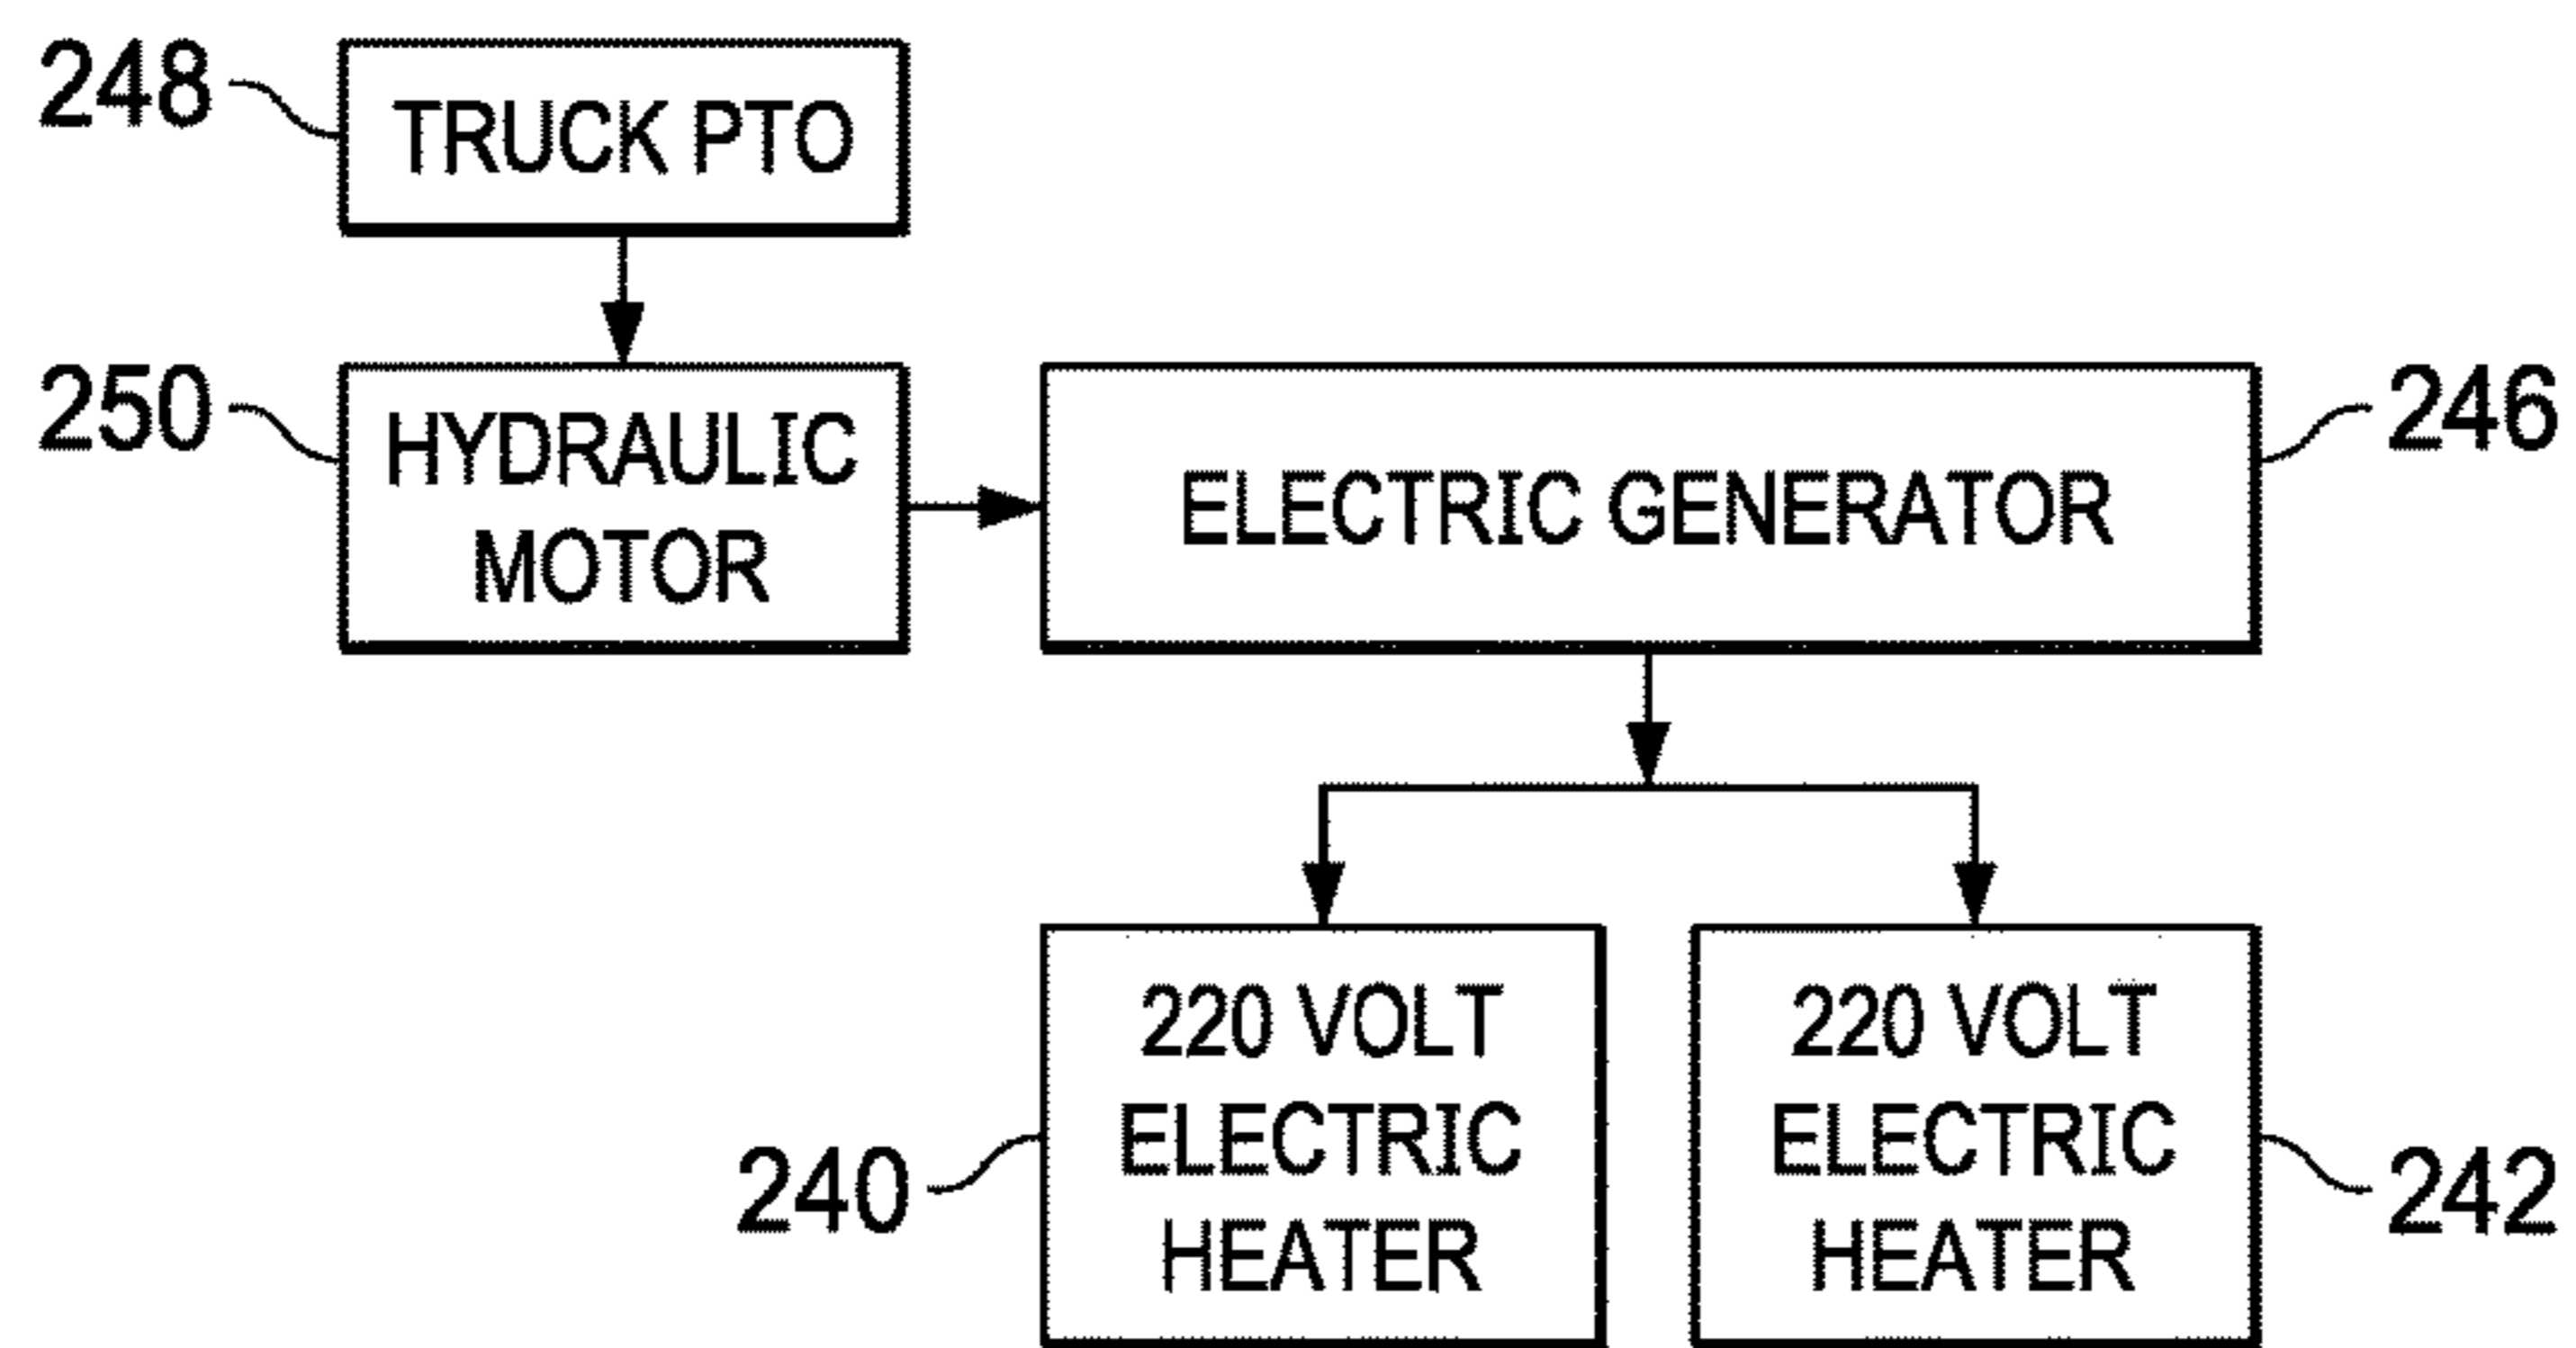 248
TRUCK PTO
250
HYDRAULIC
MOTOR
ELECTRIC GENERATOR
246
220 VOLT
ELECTRIC
HEATER
240
220 VOLT
ELECTRIC
HEATER
242